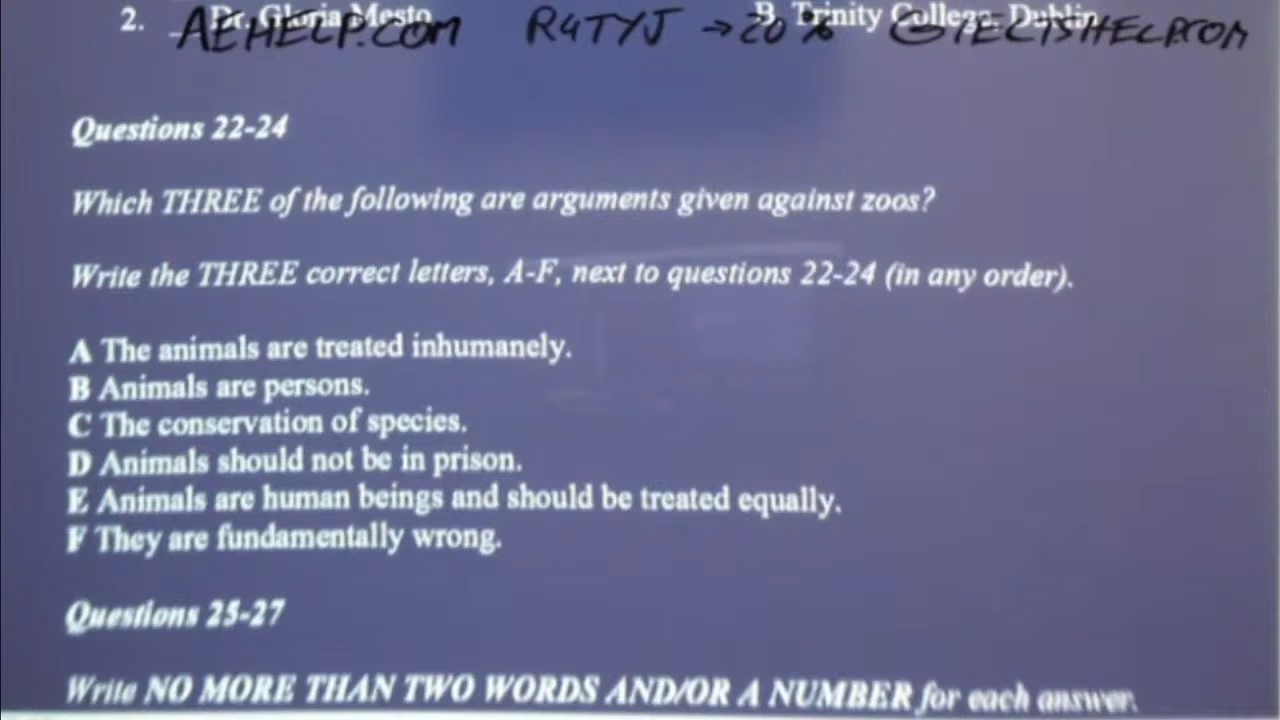 2. Dr. Gloria Mesto B. Trinity College, Dublin
AEHELP.COM R4TYJ → 20% @IELTSHELP.COM
Questions 22-24
Which THREE of the following are arguments given against zoos?
Write the THREE correct letters, A-F, next to questions 22-24 (in any order).
A The animals are treated inhumanely.
B Animals are persons.
C The conservation of species.
D Animals should not be in prison.
E Animals are human beings and should be treated equally.
F They are fundamentally wrong.
Questions 25-27
Write NO MORE THAN TWO WORDS AND/OR A NUMBER for each answer.